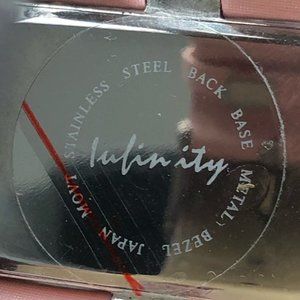 STAINLESS STEEL BACK BASE METAL, BEZEL JAPAN MOVT
Infinity